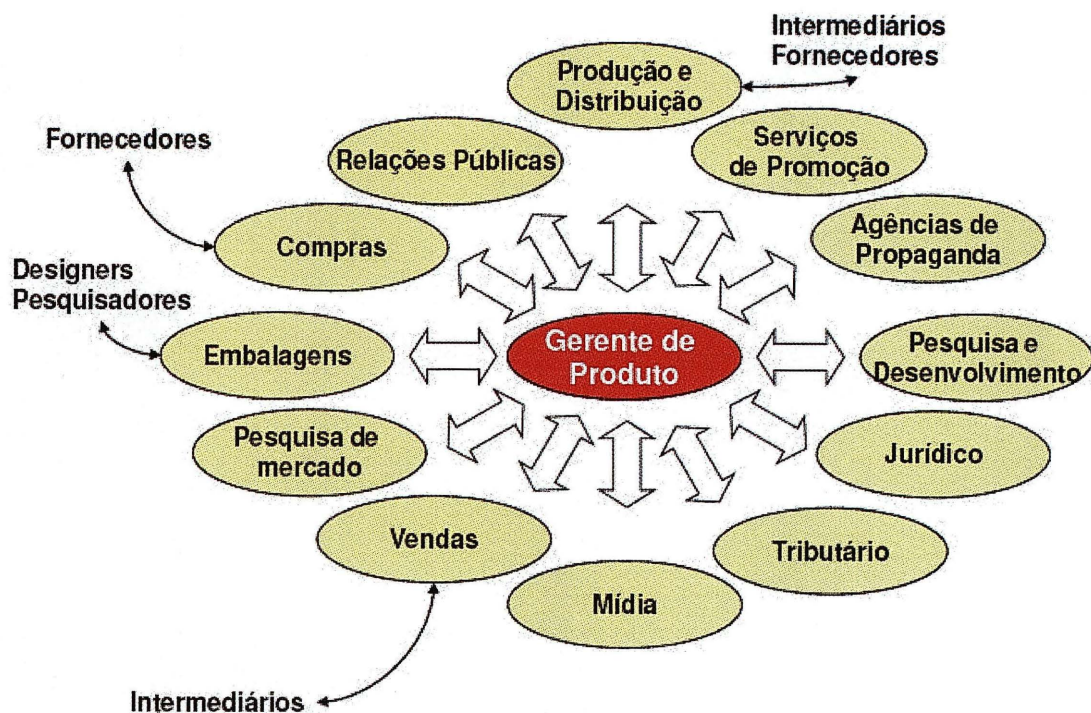 Intermediários
Fornecedores
Produção e
Distribuição
Serviços
de Promoção
Fornecedores
Relações Públicas
Agências de
Propaganda
Compras
Designers
Pesquisadores
Embalagens
Gerente de
Produto
Pesquisa e
Desenvolvimento
Pesquisa de
mercado
Jurídico
Vendas
Tributário
Mídia
Intermediários